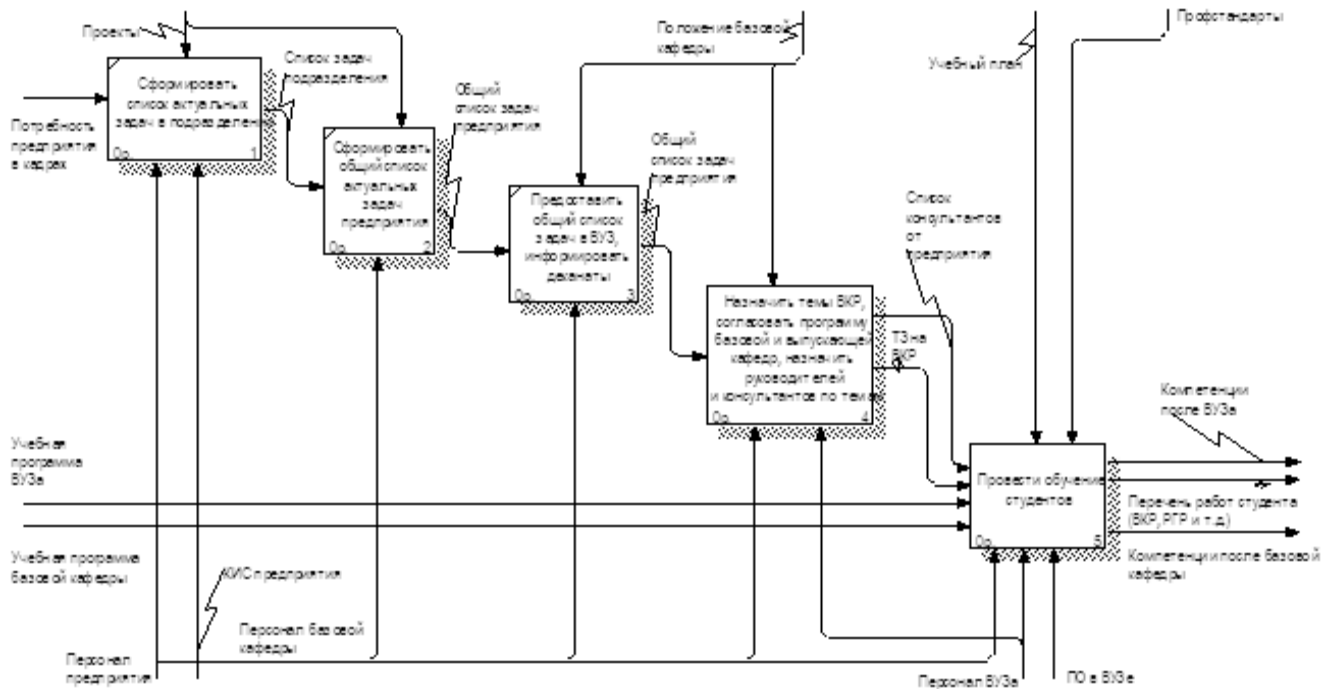 Проекты
Положение базовой
кафедры
Профстандарты
Учебный план
Список задач
подразделения
Сформировать
список актуальных
задач в подразделени
0р.
1
Потребность
предприятия
в кадрах
Общий
список задач
предприятия
Сформировать
общий список
актуальных
задач
предприятия
0р.
2
Общий
список задач
предприятия
Предоставить
общий список
задач в ВУЗ,
информировать
деканаты
0р.
3
Список
консультантов
от
предприятия
Назначить темы ВКР,
согласовать программу
базовой и выпускающей
кафедр, назначить
руководителей
и консультантов по темам
0р.
4
ТЗ на
ВКР
Компетенции
после ВУЗа
Учебная
программа
ВУЗа
Провести обучение
студентов
0р.
5
Перечень работ студента
(ВКР, РГР и т.д.)
Учебная программа
базовой кафедры
Компетенции после базовой
кафедры
КИС предприятия
Персонал базовой
кафедры
Персонал
предприятия
Персонал ВУЗа
ПО в ВУЗе